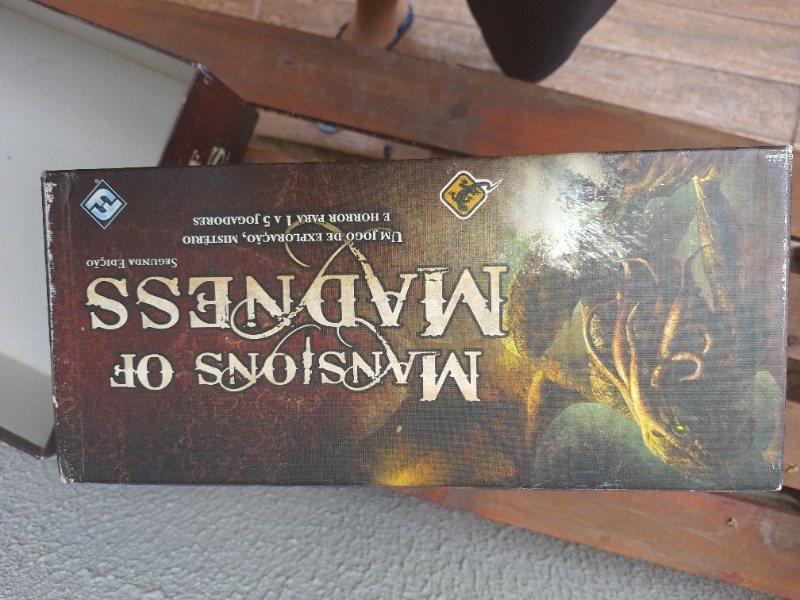 MANSIONS OF
MADNESS
SEGUNDA EDIÇÃO
UM JOGO DE EXPLORAÇÃO, MISTÉRIO
E HORROR PARA 1 A 5 JOGADORES